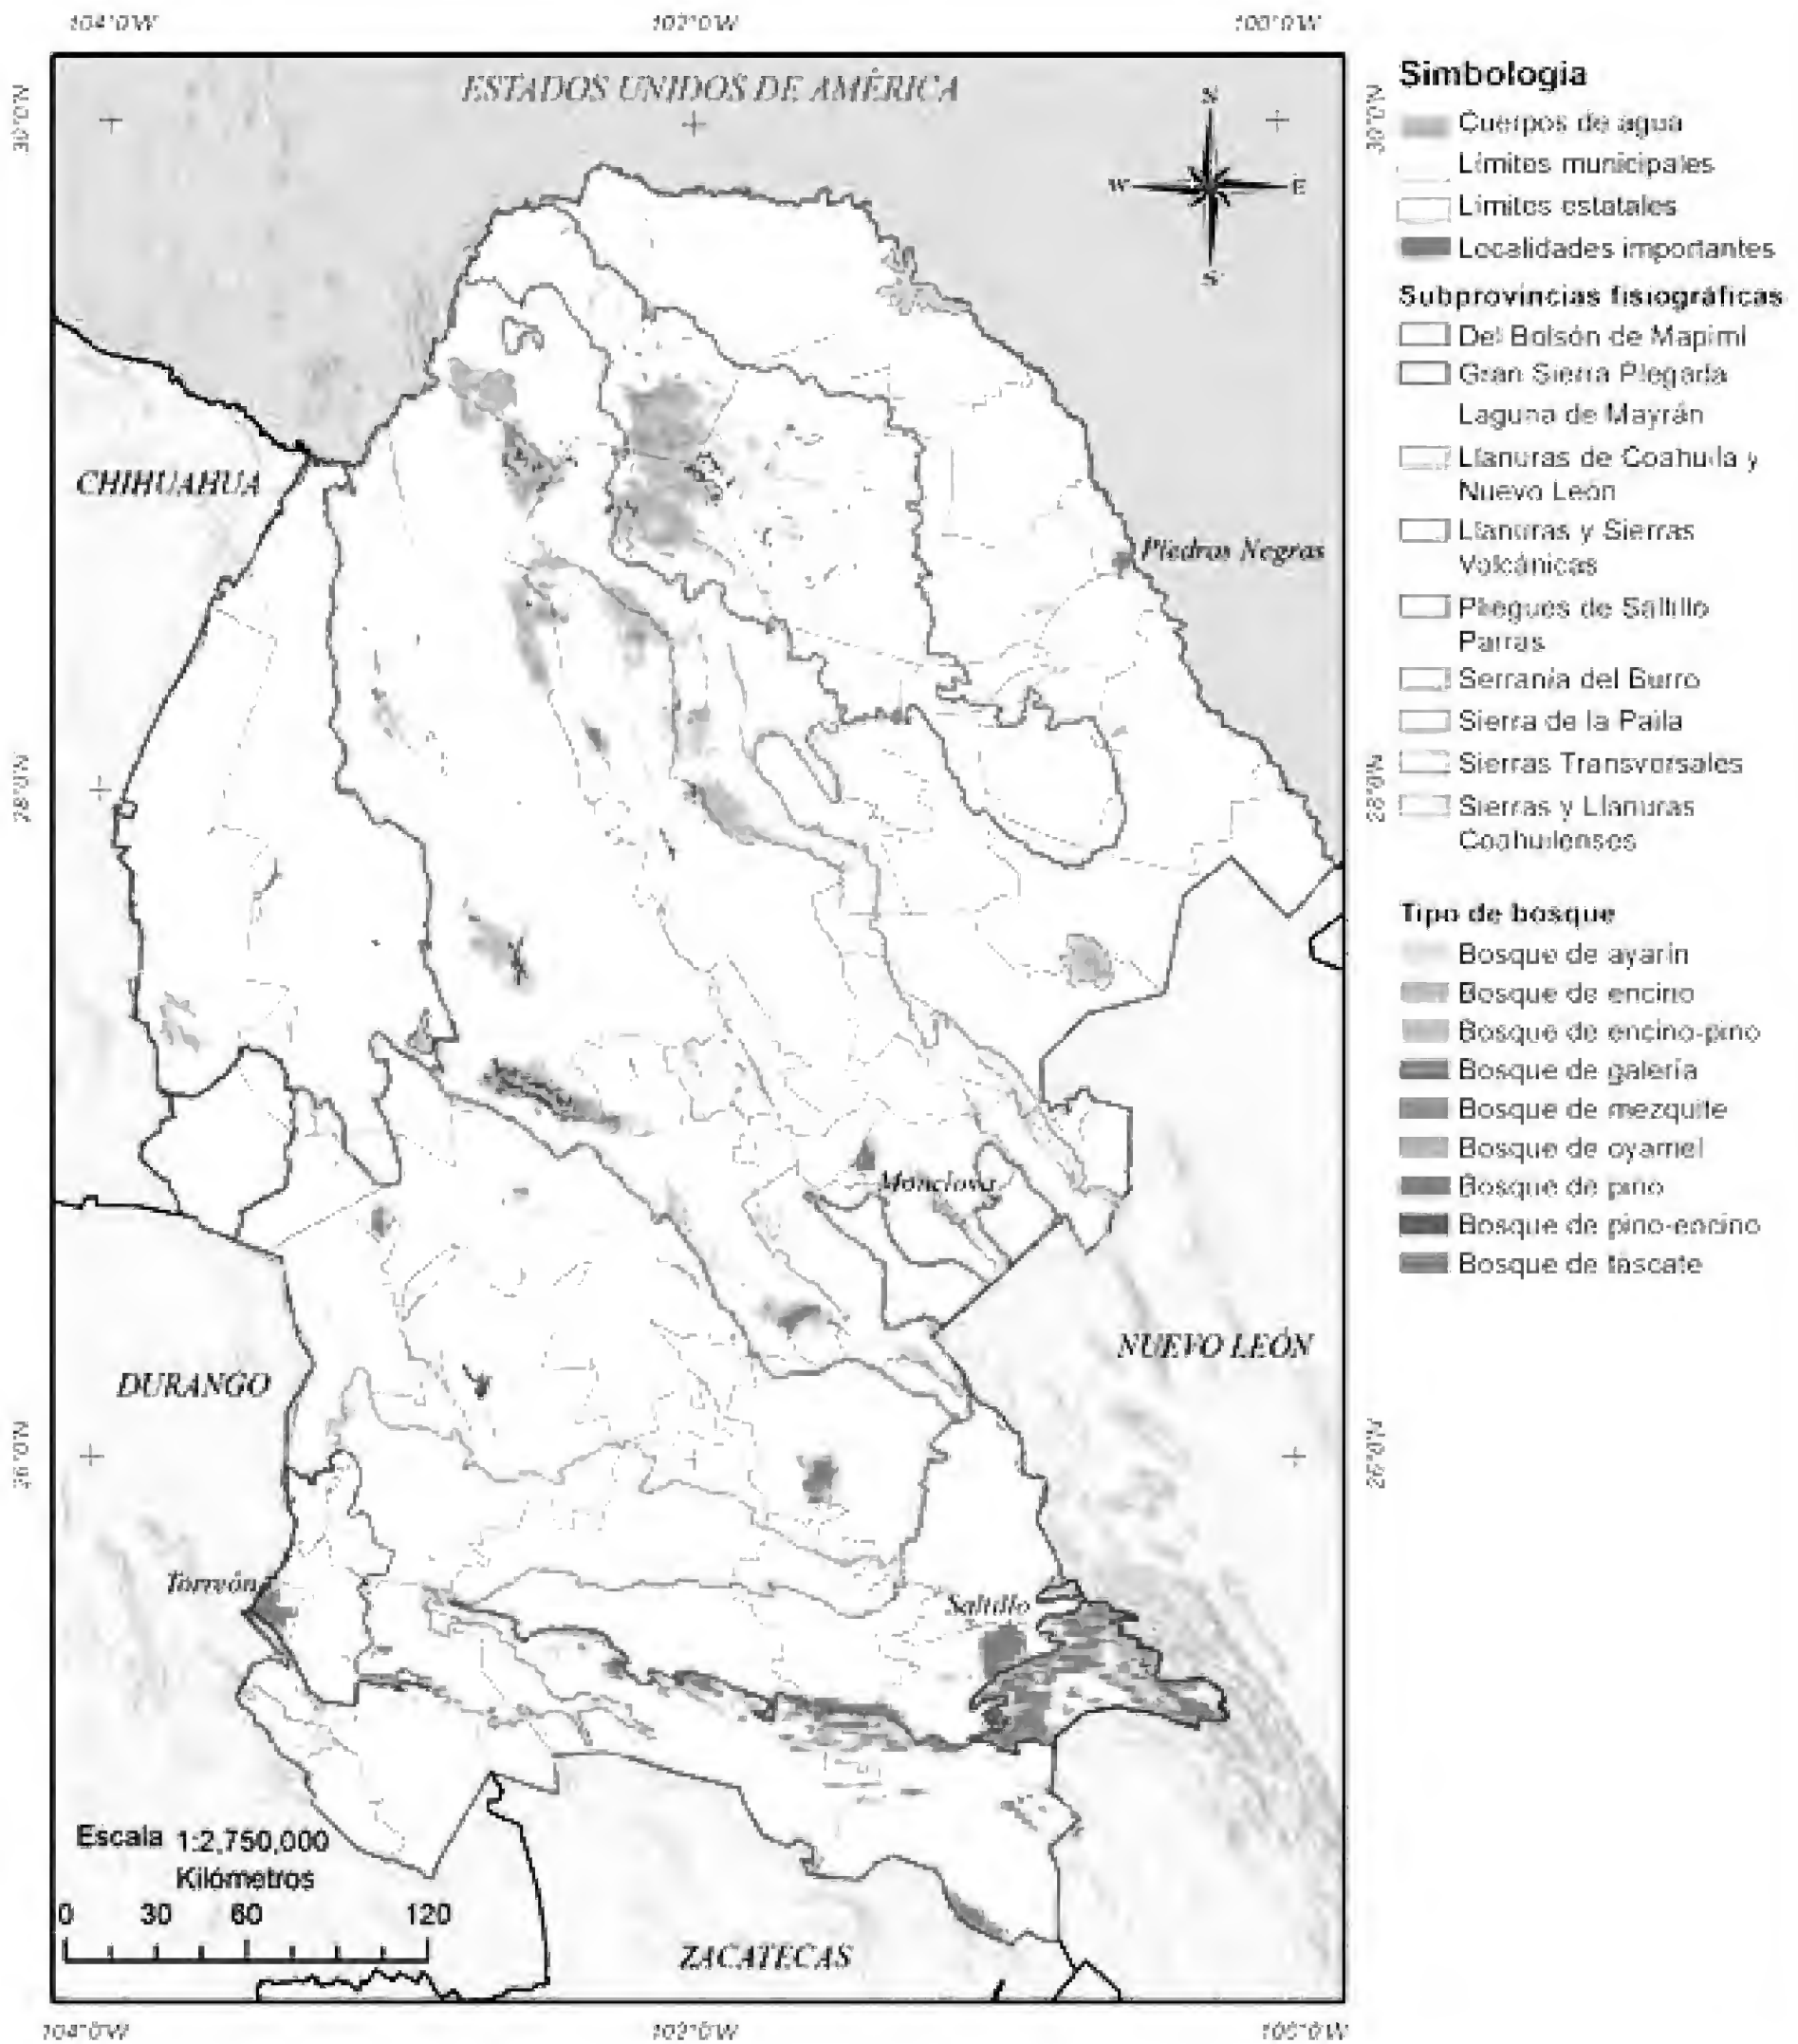 104°0'W 102°0'W 100°0'W
30°0'N
30°0'N
ESTADOS UNIDOS DE AMÉRICA
N
W E
S
CHIHUAHUA
Piedras Negras
28°0'N
28°0'N
Monclova
NUEVO LEÓN
DURANGO
26°0'N
26°0'N
Torreón
Saltillo
Escala 1:2,750,000
Kilómetros
0 30 60 120
ZACATECAS
104°0'W 102°0'W 100°0'W
Simbología
Cuerpos de agua
Límites municipales
Límites estatales
Localidades importantes
Subprovincias fisiográficas
Del Bolsón de Mapimí
Gran Sierra Plegada
Laguna de Mayrán
Llanuras de Coahuila y
Nuevo León
Llanuras y Sierras
Volcánicas
Pliegues de Saltillo
Parras
Serranía del Burro
Sierra de la Paila
Sierras Transversales
Sierras y Llanuras
Coahuilenses
Tipo de bosque
Bosque de ayarín
Bosque de encino
Bosque de encino-pino
Bosque de galería
Bosque de mezquite
Bosque de oyamel
Bosque de pino
Bosque de pino-encino
Bosque de táscate